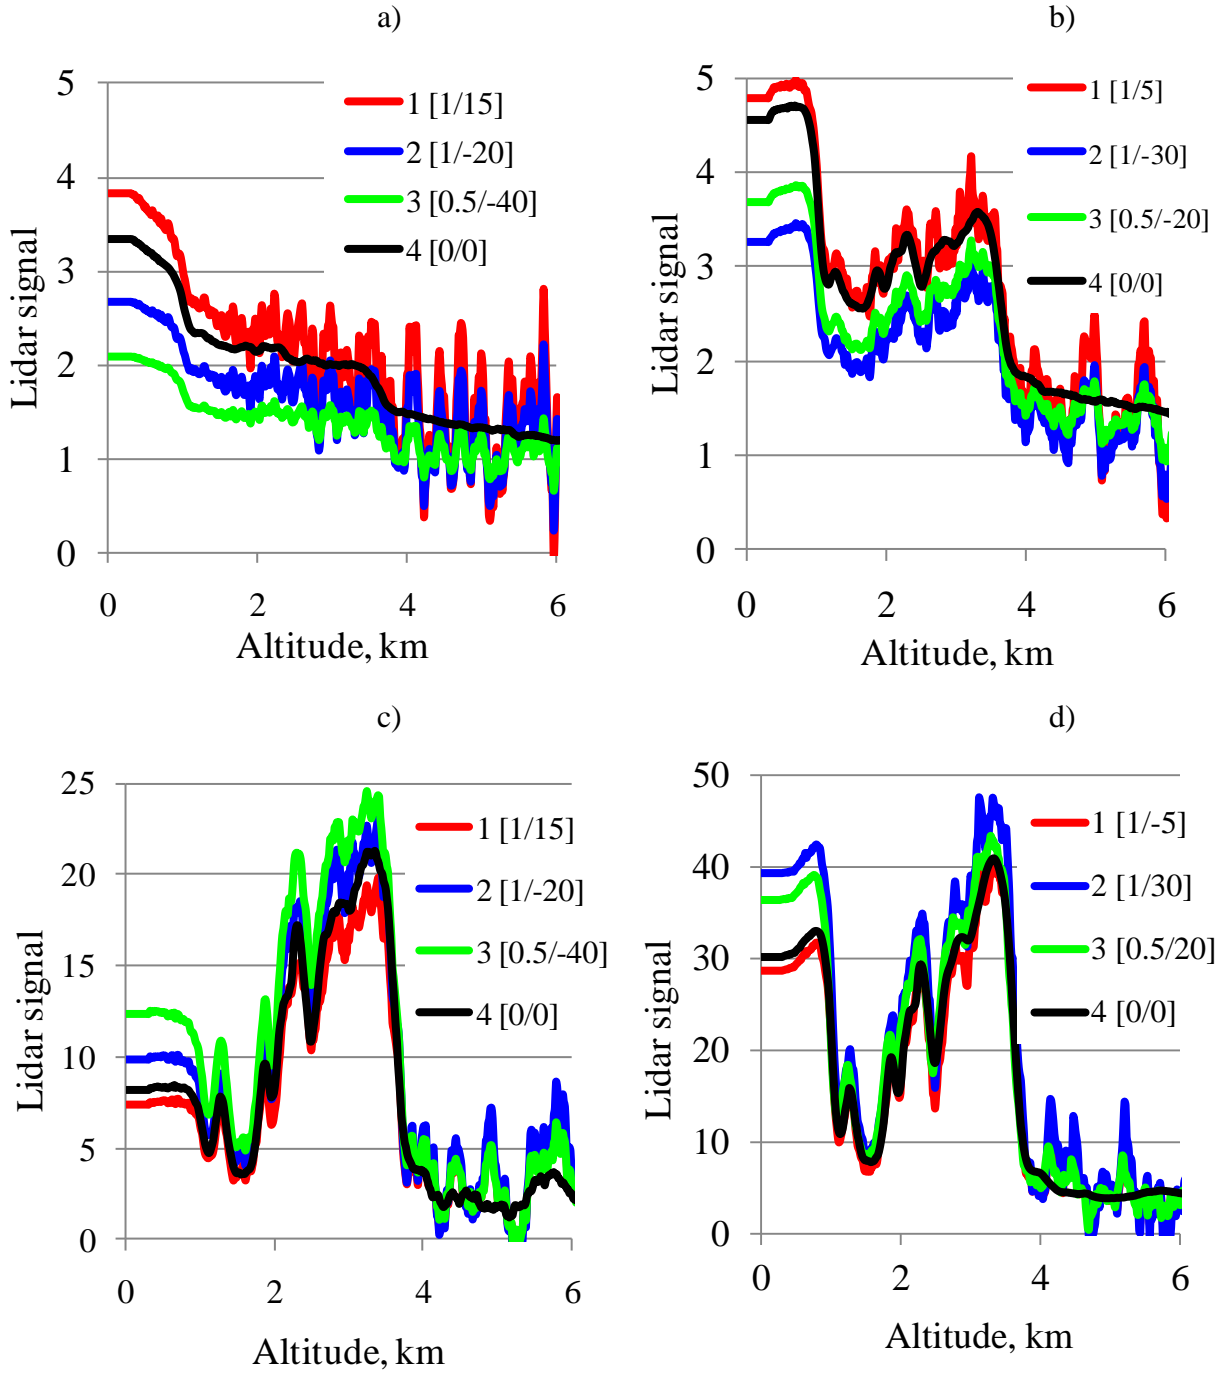 a)
Lidar signal
5
4
3
2
1
0
1 [1/15]
2 [1/-20]
3 [0.5/-40]
4 [0/0]
0 2 4 6
Altitude, km
b)
Lidar signal
5
4
3
2
1
0
1 [1/5]
2 [1/-30]
3 [0.5/-20]
4 [0/0]
0 2 4 6
Altitude, km
c)
Lidar signal
25
20
15
10
5
0
1 [1/15]
2 [1/-20]
3 [0.5/-40]
4 [0/0]
0 2 4 6
Altitude, km
d)
Lidar signal
50
40
30
20
10
0
1 [1/-5]
2 [1/30]
3 [0.5/20]
4 [0/0]
0 2 4 6
Altitude, km